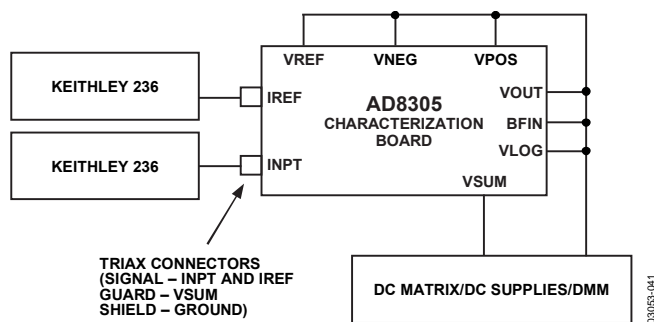 VREF VNEG VPOS
KEITHLEY 236
IREF
AD8305
CHARACTERIZATION
BOARD
VOUT
BFIN
VLOG
KEITHLEY 236
INPT
VSUM
TRIAX CONNECTORS
(SIGNAL – INPT AND IREF
GUARD – VSUM
SHIELD – GROUND)
DC MATRIX/DC SUPPLIES/DMM
03053-041